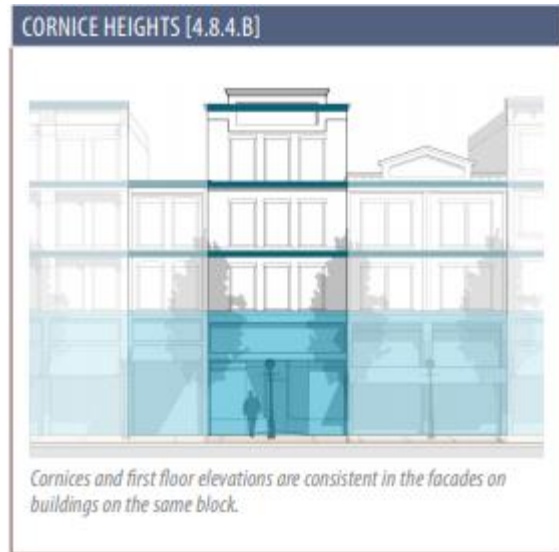 CORNICE HEIGHTS [4.8.4.B]
Cornices and first floor elevations are consistent in the facades on
buildings on the same block.